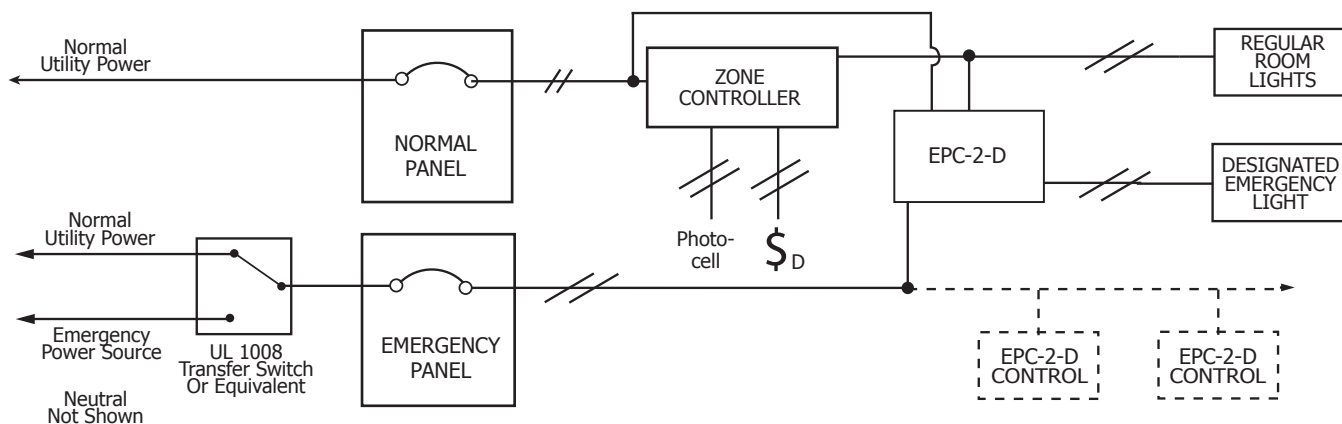 Normal
Utility Power
NORMAL
PANEL
ZONE
CONTROLLER
REGULAR
ROOM
LIGHTS
EPC-2-D
DESIGNATED
EMERGENCY
LIGHT
Photo-
cell
$D
Normal
Utility Power
Emergency
Power Source
UL 1008
Transfer Switch
Or Equivalent
EMERGENCY
PANEL
EPC-2-D
CONTROL
EPC-2-D
CONTROL
Neutral
Not Shown